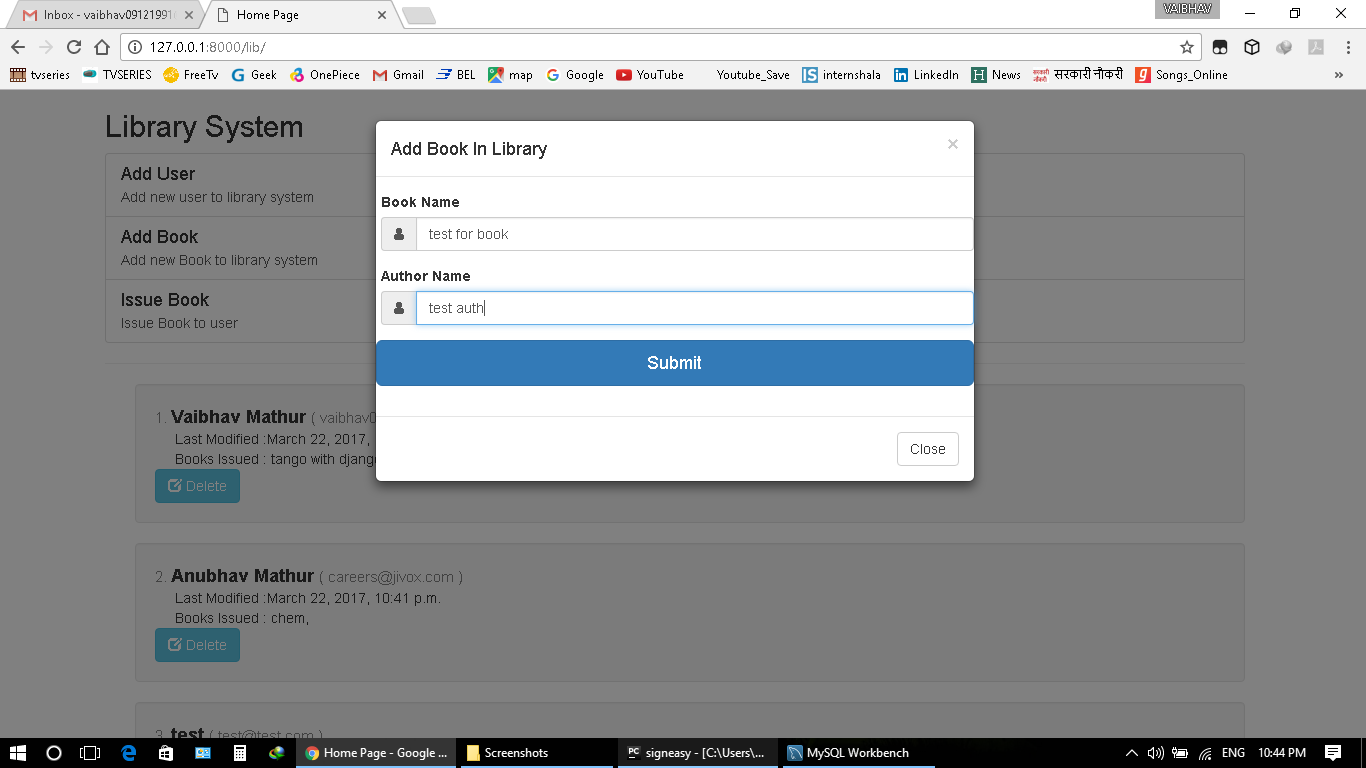 Inbox - vaibhav09121991
Home Page
VAIBHAV
127.0.0.1:8000/lib/
tvseries TVSERIES FreeTv Geek OnePiece Gmail BEL map Google YouTube Youtube_Save internshala LinkedIn News सरकारी नौकरी Songs_Online »
Library System
Add User
Add new user to library system
Add Book
Add new Book to library system
Issue Book
Issue Book to user
Add Book In Library ×
Book Name
test for book
Author Name
test auth
Submit
Close
1. Vaibhav Mathur ( vaibhav0
Last Modified :March 22, 2017,
Books Issued : tango with django
Delete
2. Anubhav Mathur ( careers@jivox.com )
Last Modified :March 22, 2017, 10:41 p.m.
Books Issued : chem,
Delete
3. test ( test@test.com )
Home Page - Google ... Screenshots signeasy - [C:\Users\... MySQL Workbench ENG 10:44 PM